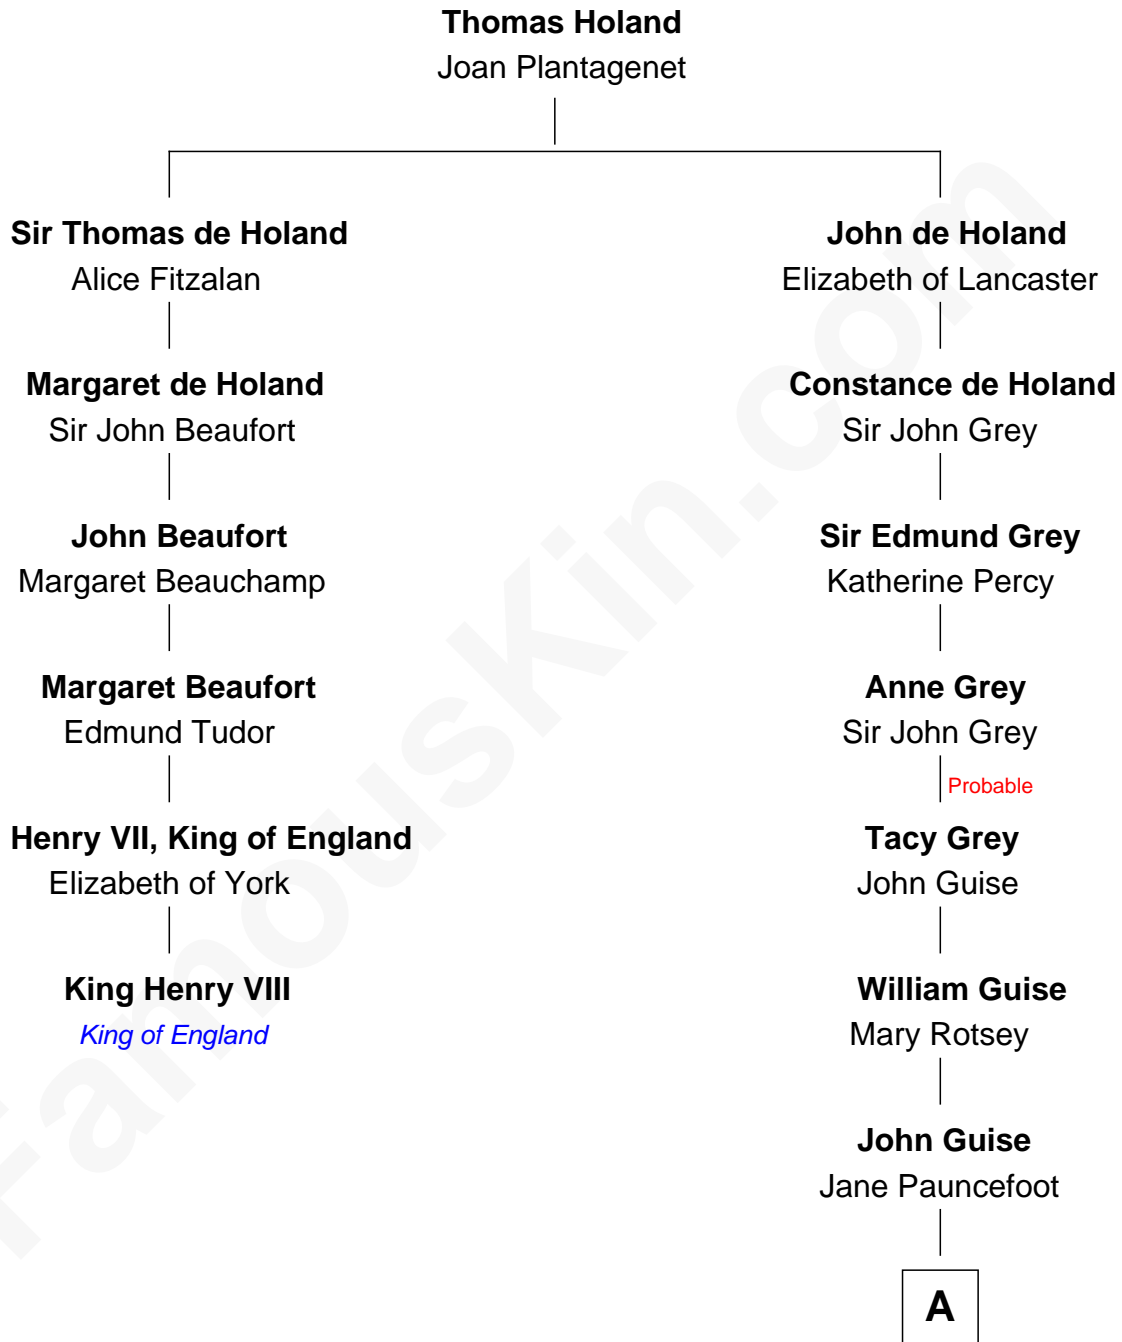 Thomas Holand
Joan Plantagenet
Sir Thomas de Holand
Alice Fitzalan
John de Holand
Elizabeth of Lancaster
Margaret de Holand
Sir John Beaufort
Constance de Holand
Sir John Grey
John Beaufort
Margaret Beauchamp
Sir Edmund Grey
Katherine Percy
Margaret Beaufort
Edmund Tudor
Anne Grey
Sir John Grey
Probable
Henry VII, King of England
Elizabeth of York
Tacy Grey
John Guise
King Henry VIII
King of England
William Guise
Mary Rotsey
John Guise
Jane Pauncefoot
A
FamousKin.com